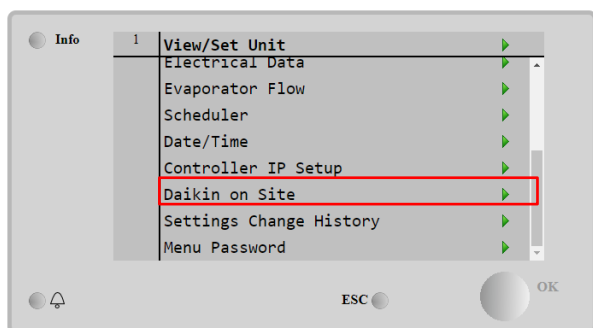 Info
1 View/Set Unit
Electrical Data
Evaporator Flow
Scheduler
Date/Time
Controller IP Setup
Daikin on Site
Settings Change History
Menu Password
ESC
OK